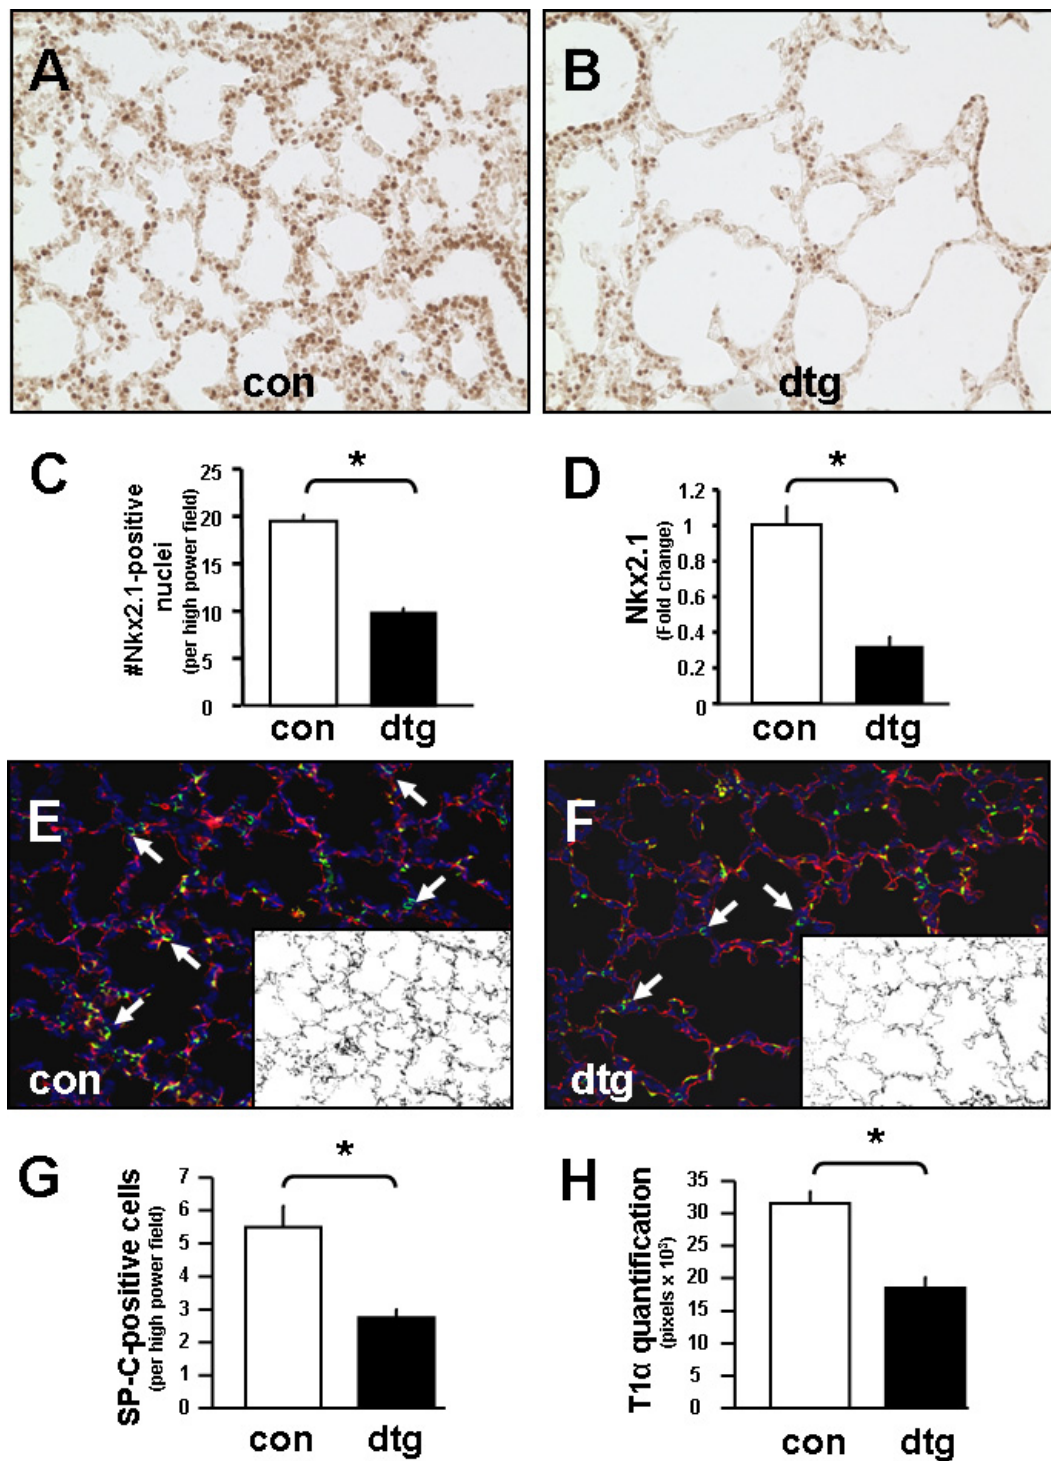 A
B
con
dtg
C
#Nkx2.1-positive
nuclei
(per high power field)
25
20
15
10
5
0
*
con
dtg
D
Nkx2.1
(Fold change)
1.2
1
0.8
0.6
0.4
0.2
0
*
con
dtg
E
con
F
dtg
G
SP-C-positive cells
(per high power field)
7
6
5
4
3
2
1
0
*
con
dtg
H
T1α quantification
(pixels x 10³)
35
30
25
20
15
10
5
0
*
con
dtg